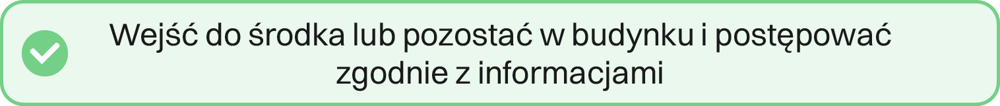 Wejść do środka lub pozostać w budynku i postępować
zgodnie z informacjami